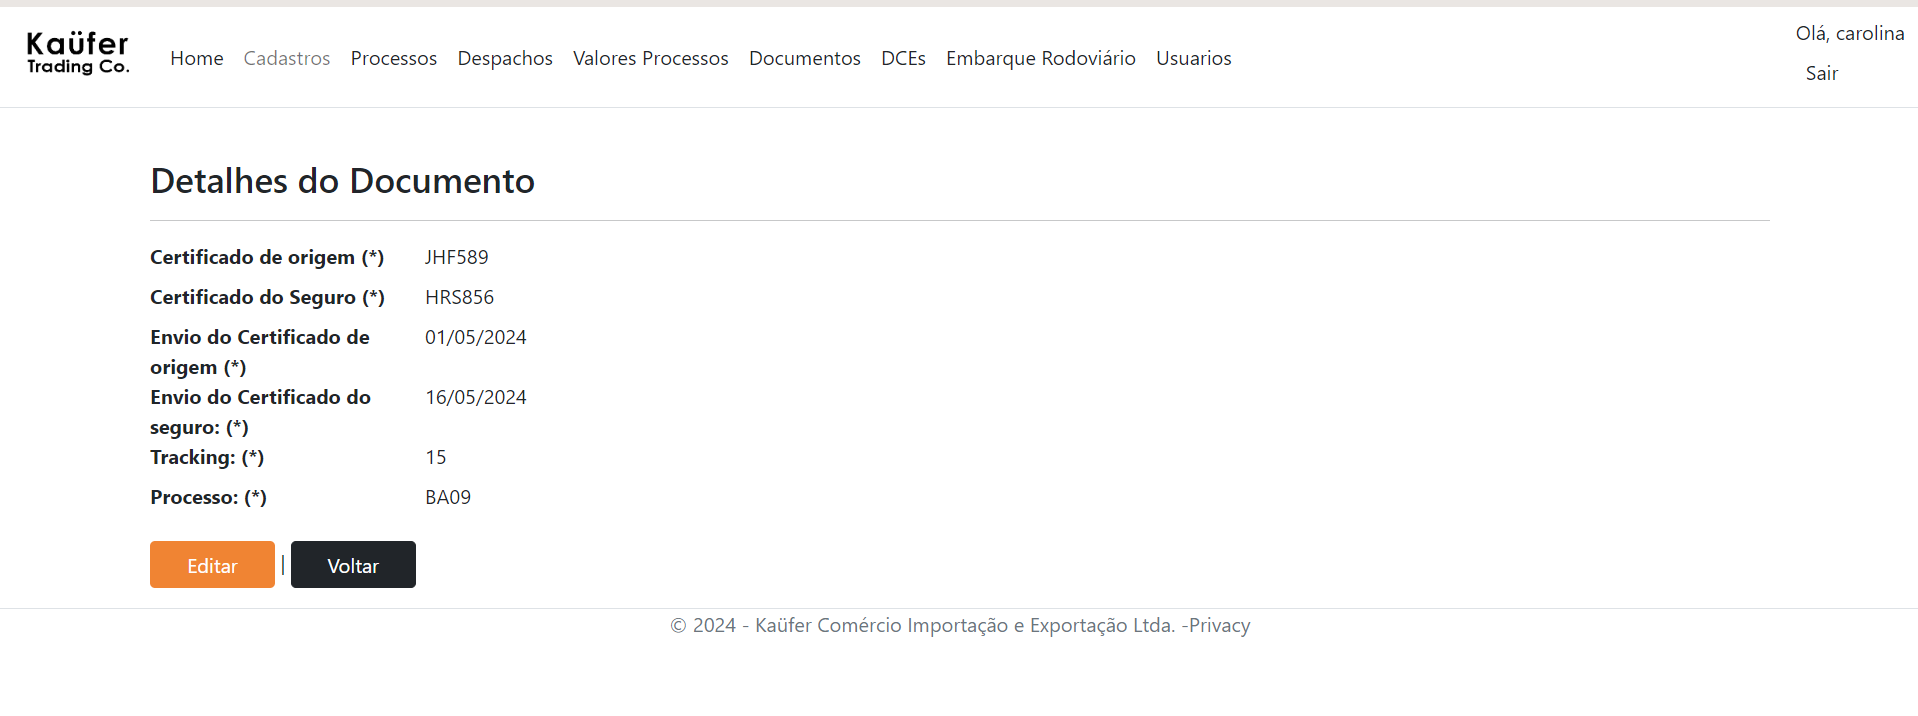 Kaüfer
Trading Co.
Home Cadastros Processos Despachos Valores Processos Documentos DCEs Embarque Rodoviário Usuarios
Olá, carolina
Sair
Detalhes do Documento
Certificado de origem (*) JHF589
Certificado do Seguro (*) HRS856
Envio do Certificado de 01/05/2024
origem (*)
Envio do Certificado do 16/05/2024
seguro: (*)
Tracking: (*) 15
Processo: (*) BA09
Editar | Voltar
© 2024 - Kaüfer Comércio Importação e Exportação Ltda. -Privacy